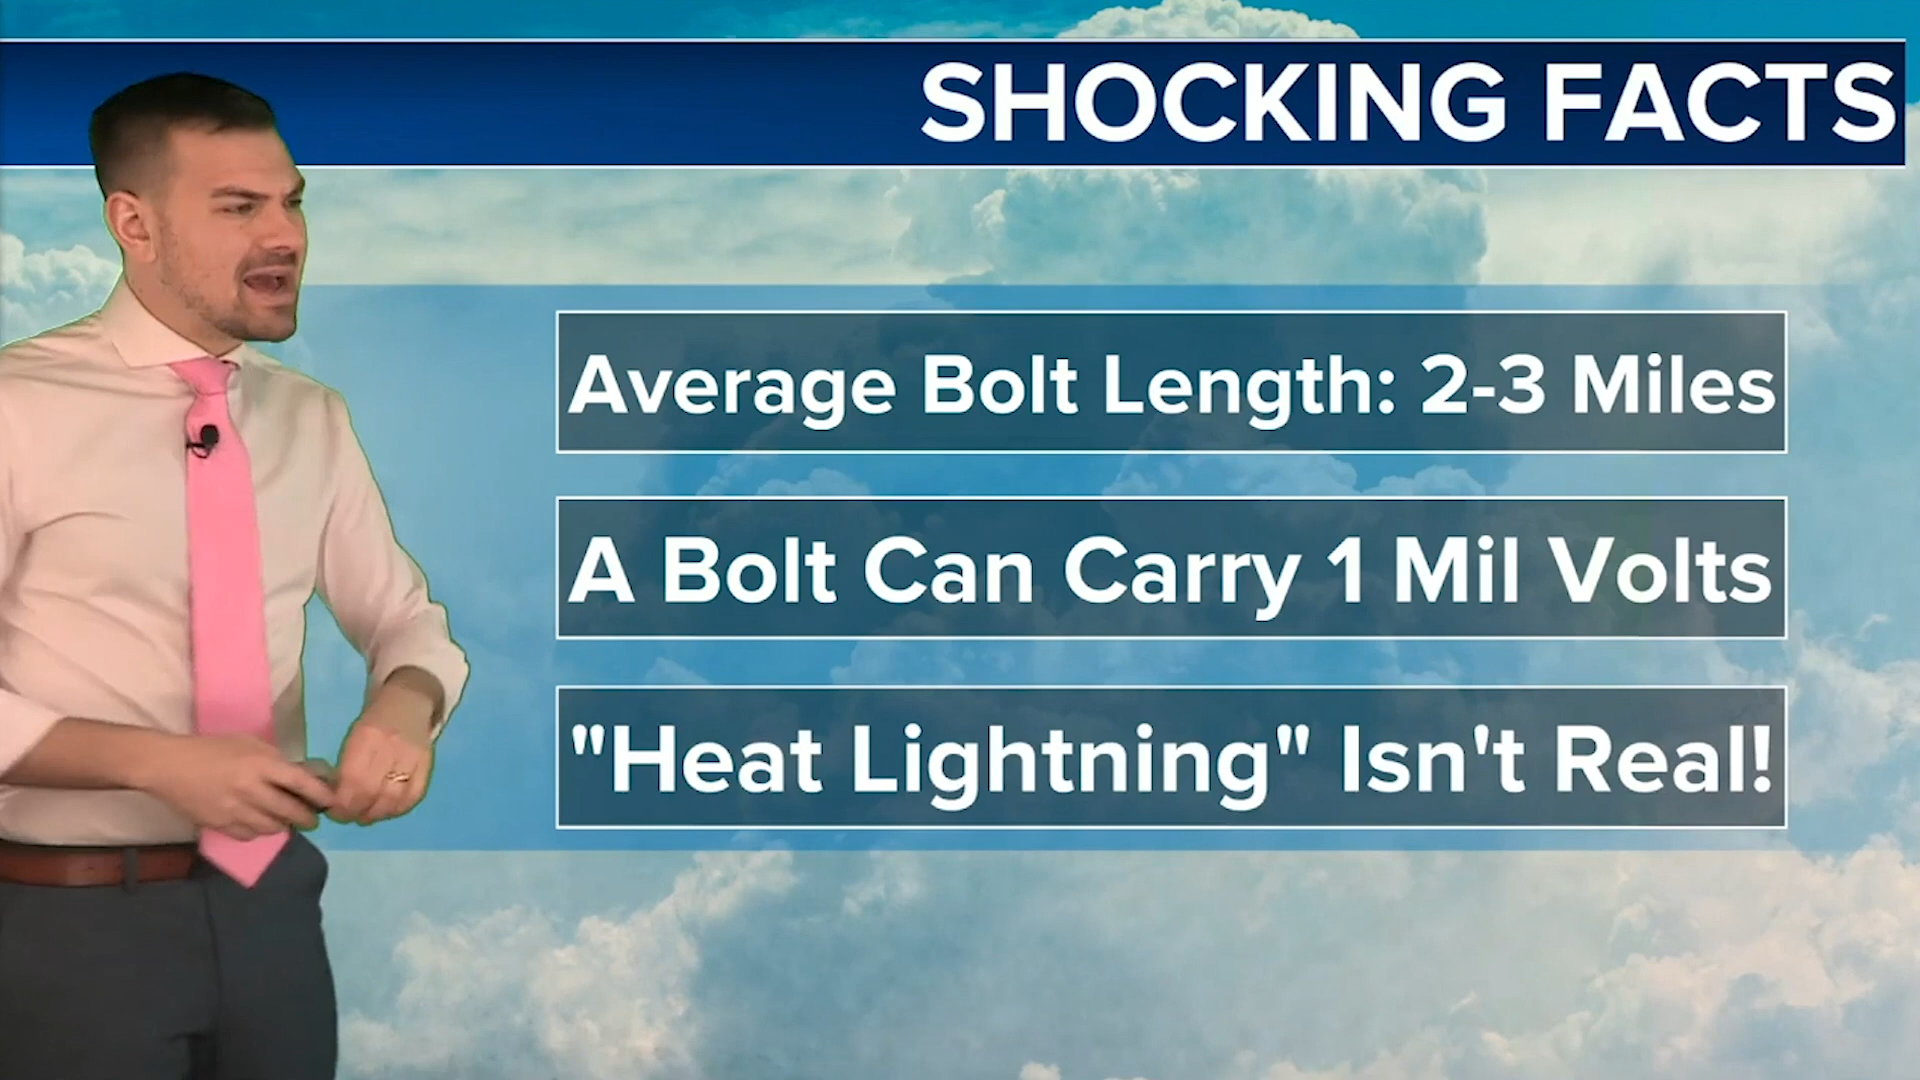 SHOCKING FACTS
Average Bolt Length: 2-3 Miles
A Bolt Can Carry 1 Mil Volts
"Heat Lightning" Isn't Real!